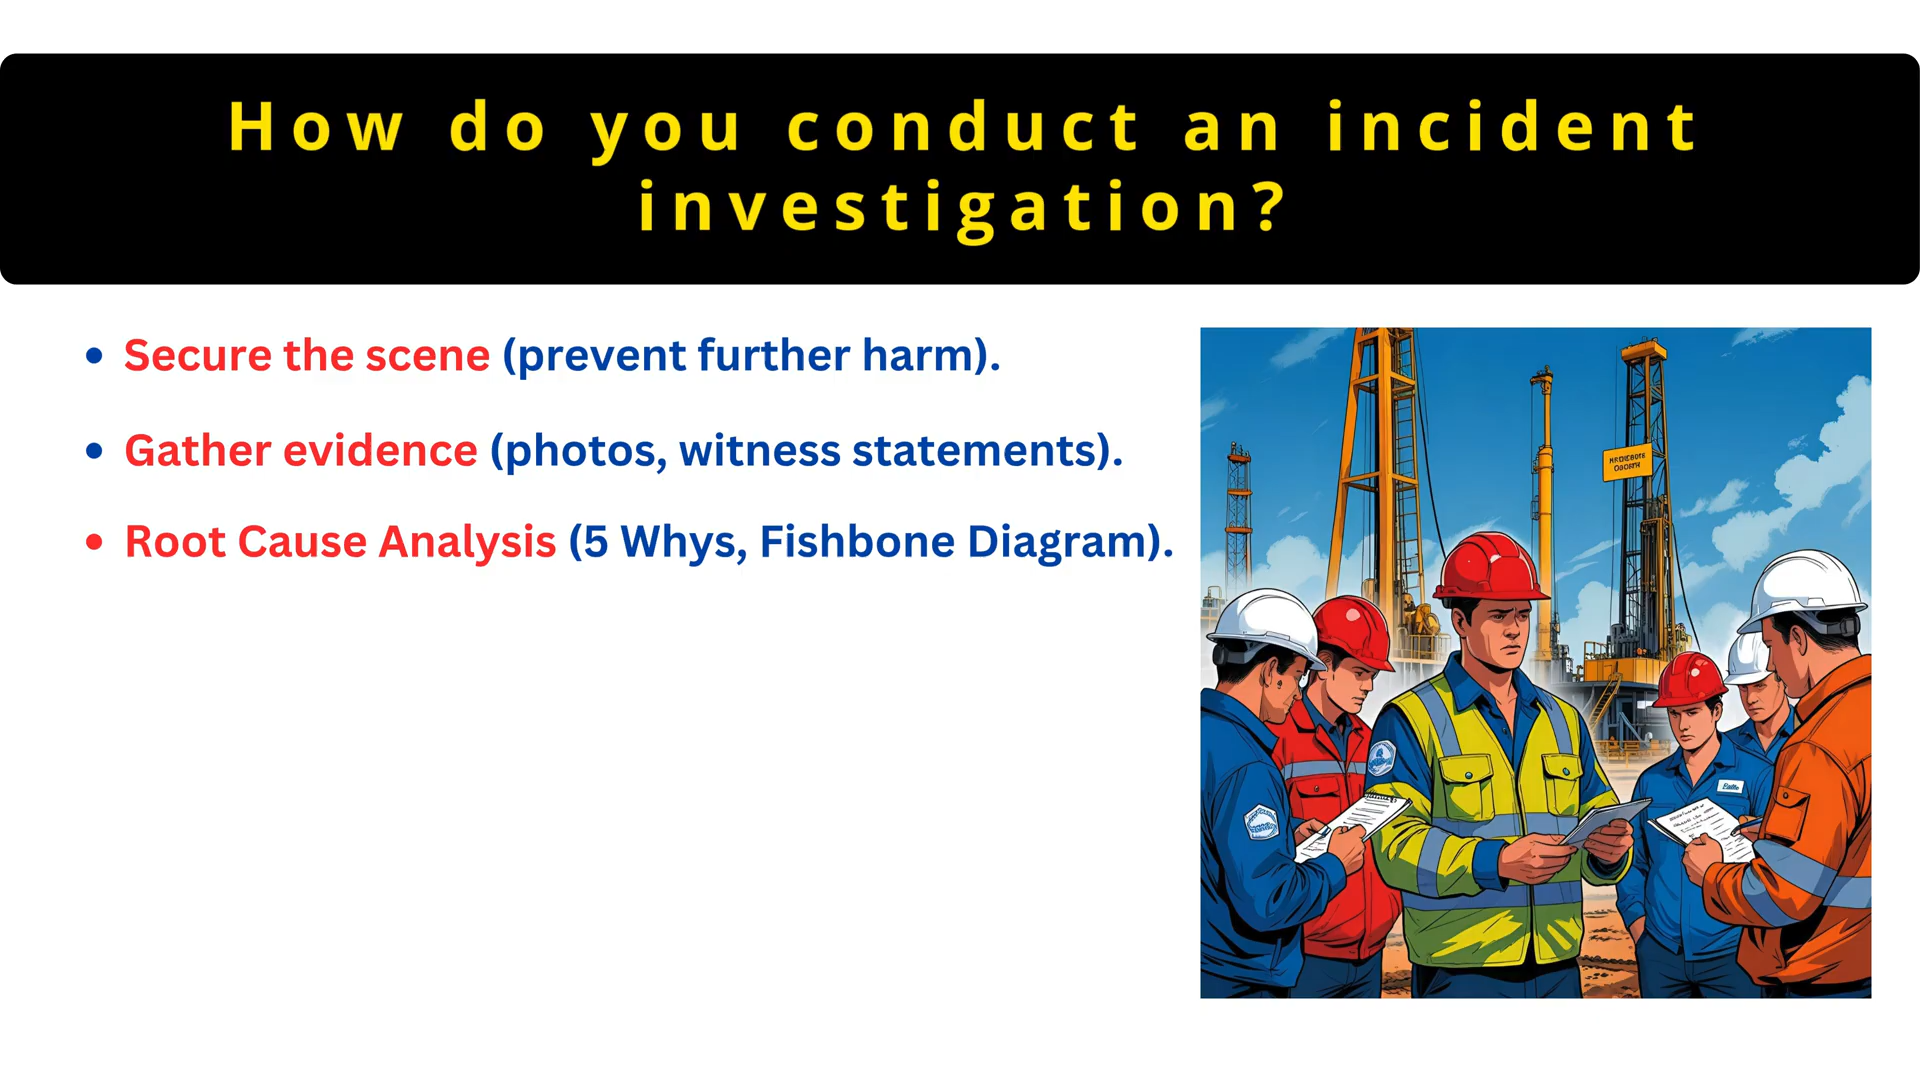 How do you conduct an incident
investigation?
• Secure the scene (prevent further harm).
• Gather evidence (photos, witness statements).
• Root Cause Analysis (5 Whys, Fishbone Diagram).